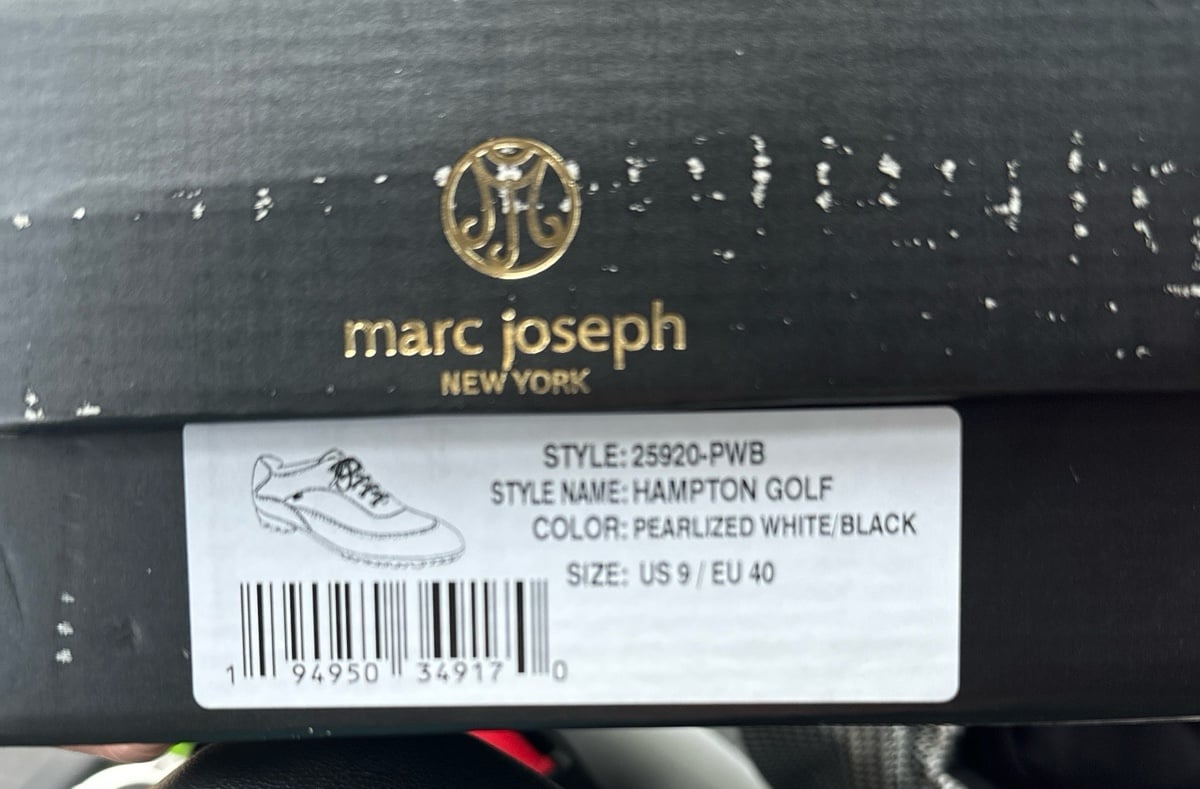 marc joseph
NEW YORK
STYLE: 25920-PWB
STYLE NAME: HAMPTON GOLF
COLOR: PEARLIZED WHITE/BLACK
SIZE: US 9 / EU 40
1 94950 34917 0